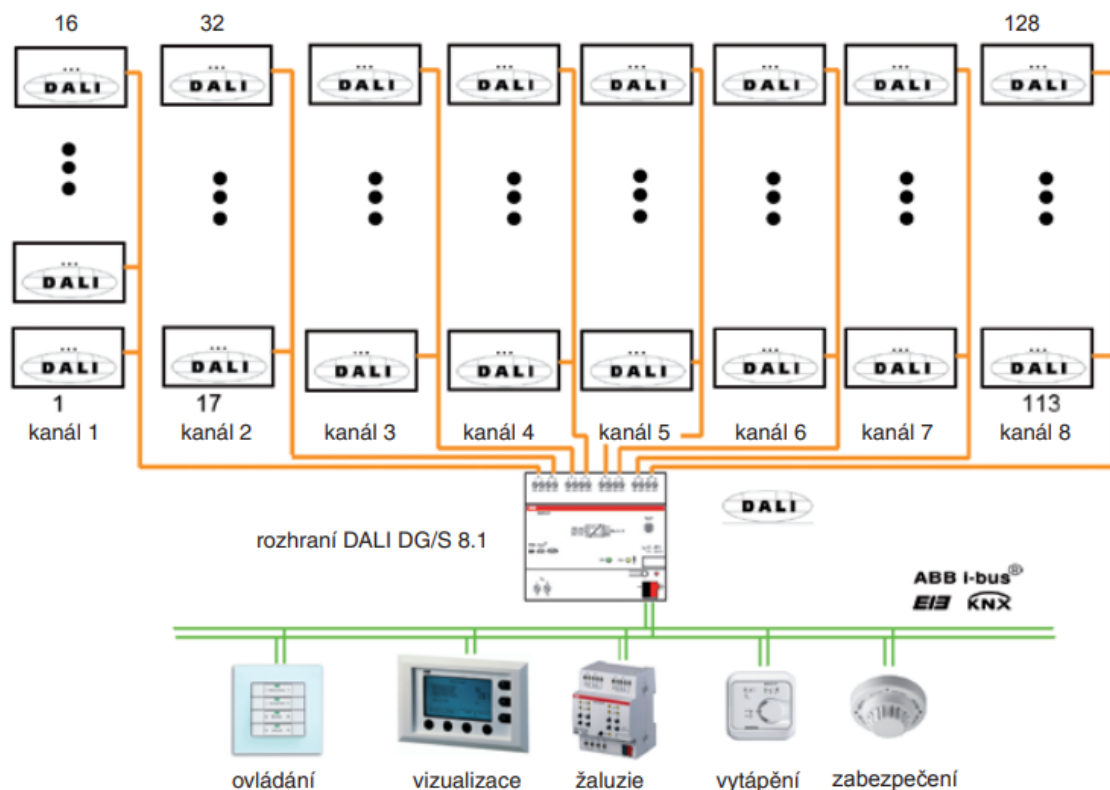 16 32 128
DALI DALI DALI DALI DALI DALI DALI DALI
DALI
DALI DALI DALI DALI DALI DALI DALI DALI
1 17 113
kanál 1 kanál 2 kanál 3 kanál 4 kanál 5 kanál 6 kanál 7 kanál 8
DALI
rozhraní DALI DG/S 8.1
ABB i-bus®
EIB KNX
ovládání vizualizace žaluzie vytápění zabezpečení